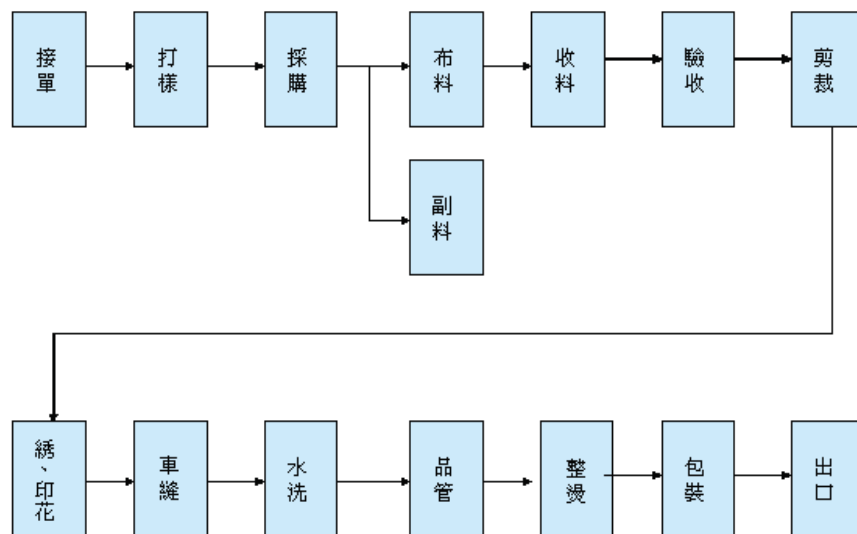 接單
打樣
採購
布料
收料
驗收
剪裁
副料
綉、印花
車縫
水洗
品管
整燙
包裝
出口